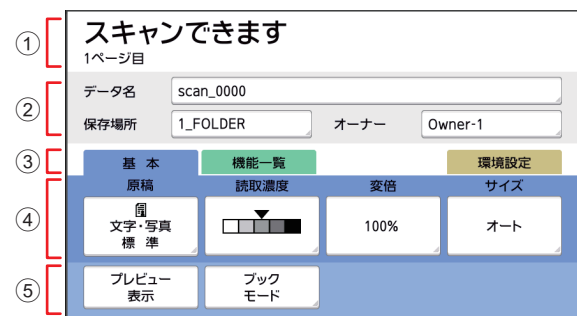 ① スキャンできます
1ページ目
② データ名 scan_0000
保存場所 1_FOLDER オーナー Owner-1
③ 基 本 機能一覧 環境設定
④ 原稿 読取濃度 変倍 サイズ
文字・写真
標 準
100% オート
⑤ プレビュー
表示
ブック
モード